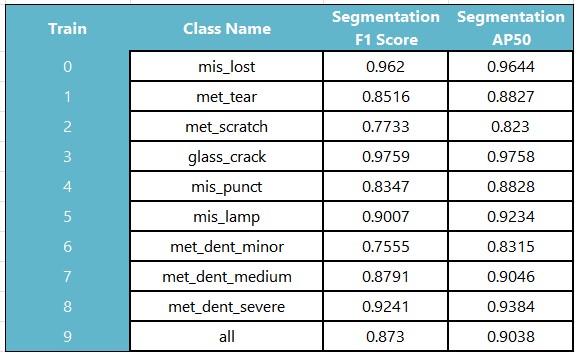 Train Class Name Segmentation F1 Score Segmentation AP50
0 mis_lost 0.962 0.9644
1 met_tear 0.8516 0.8827
2 met_scratch 0.7733 0.823
3 glass_crack 0.9759 0.9758
4 mis_punct 0.8347 0.8828
5 mis_lamp 0.9007 0.9234
6 met_dent_minor 0.7555 0.8315
7 met_dent_medium 0.8791 0.9046
8 met_dent_severe 0.9241 0.9384
9 all 0.873 0.9038